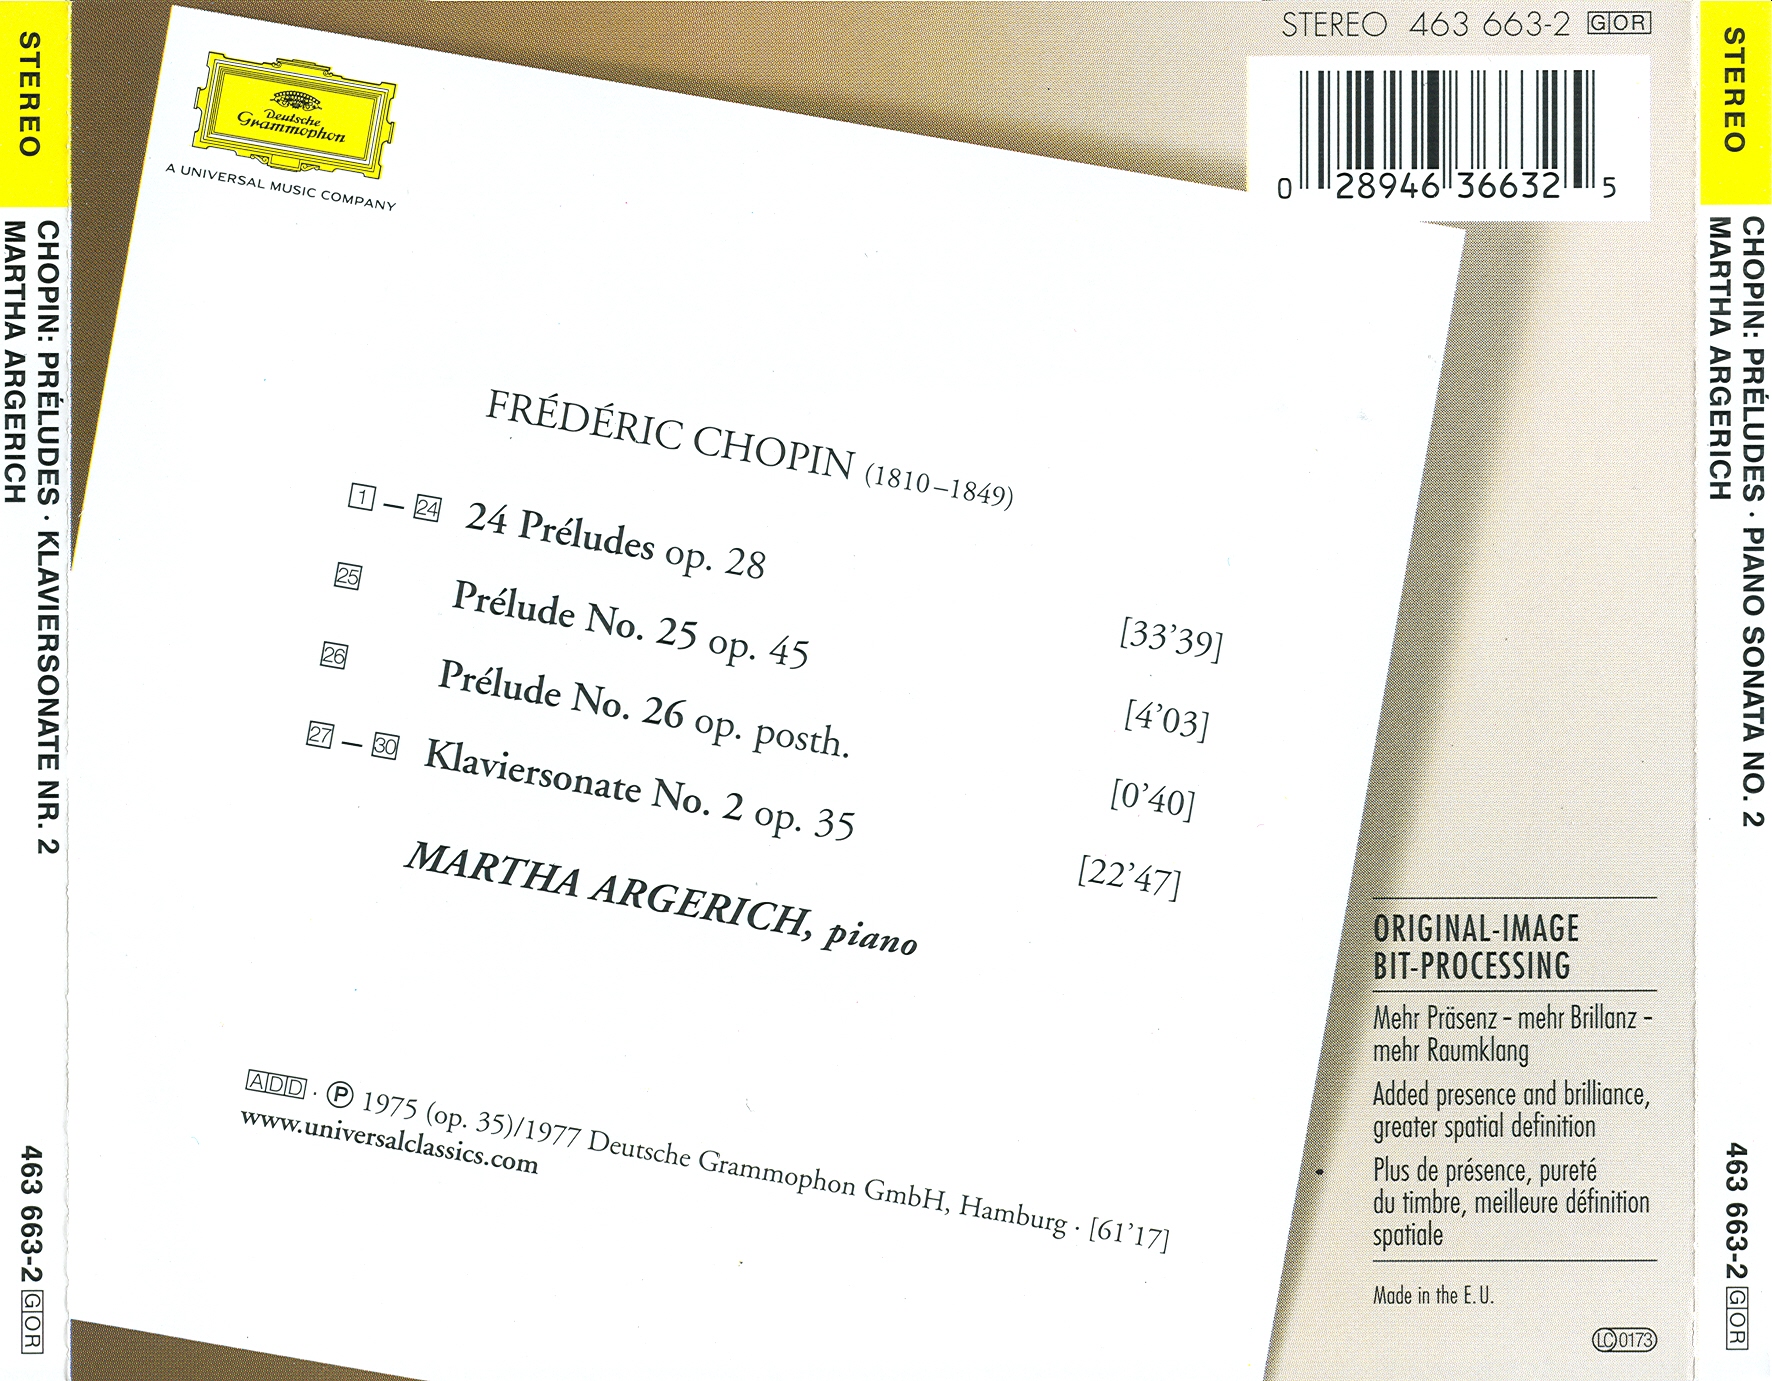 STEREO
CHOPIN: PRÉLUDES · KLAVIERSONATE NR. 2
MARTHA ARGERICH
463 663-2 GOR
Deutsche
Grammophon
A UNIVERSAL MUSIC COMPANY
STEREO 463 663-2 GOR
0 28946 36632 5
FRÉDÉRIC CHOPIN (1810–1849)
1 – 24 24 Préludes op. 28 [33’39]
25 Prélude No. 25 op. 45 [4’03]
26 Prélude No. 26 op. posth. [0’40]
27 – 30 Klaviersonate No. 2 op. 35 [22’47]
MARTHA ARGERICH, piano
ADD · Ⓟ 1975 (op. 35)/1977 Deutsche Grammophon GmbH, Hamburg · [61’17]
www.universalclassics.com
ORIGINAL-IMAGE
BIT-PROCESSING
Mehr Präsenz – mehr Brillanz –
mehr Raumklang
Added presence and brilliance,
greater spatial definition
Plus de présence, pureté
du timbre, meilleure définition
spatiale
Made in the E. U.
LC 0173
STEREO
CHOPIN: PRÉLUDES · PIANO SONATA NO. 2
MARTHA ARGERICH
463 663-2 GOR